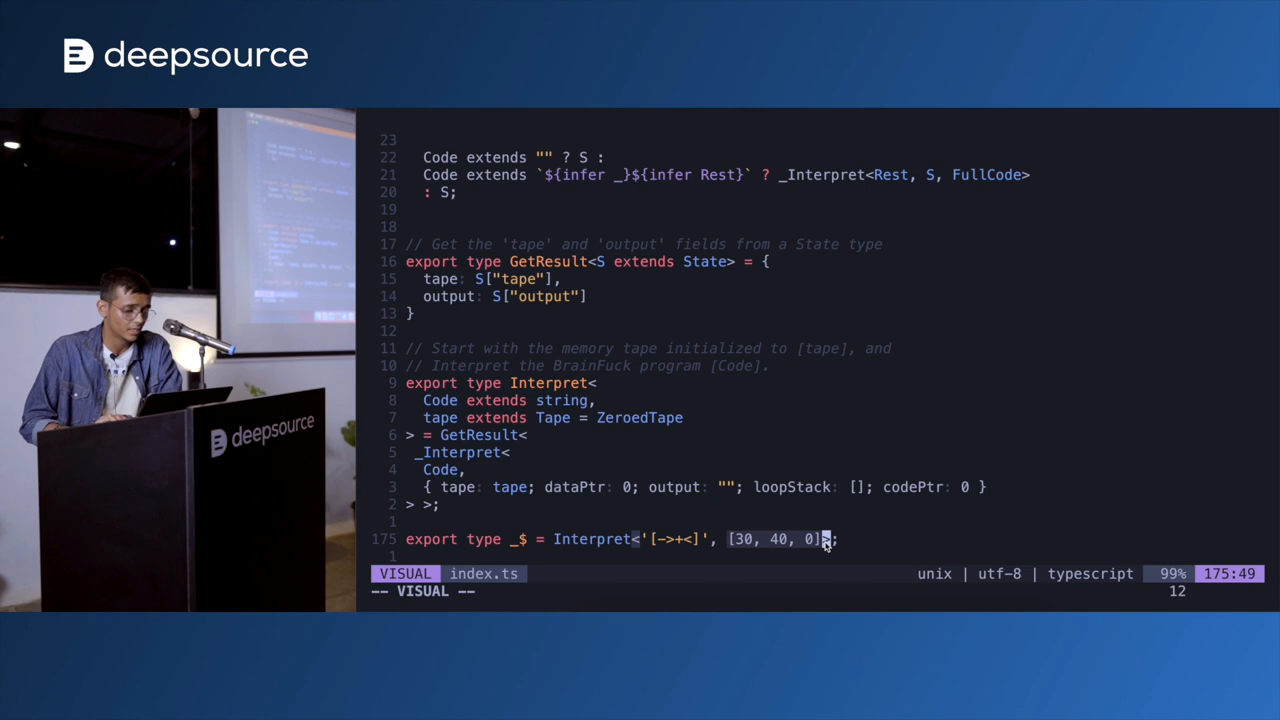 deepsource
deepsource
23
22 Code extends "" ? S :
21 Code extends `${infer _}${infer Rest}` ? _Interpret<Rest, S, FullCode>
20 : S;
19
18
17 // Get the 'tape' and 'output' fields from a State type
16 export type GetResult<S extends State> = {
15 tape: S["tape"],
14 output: S["output"]
13 }
12
11 // Start with the memory tape initialized to [tape], and
10 // Interpret the BrainFuck program [Code].
9 export type Interpret<
8 Code extends string,
7 tape extends Tape = ZeroedTape
6 > = GetResult<
5 _Interpret<
4 Code,
3 { tape: tape; dataPtr: 0; output: ""; loopStack: []; codePtr: 0 }
2 > >;
1
175 export type _$ = Interpret<'[->+<]', [30, 40, 0]>;
1
VISUAL index.ts unix | utf-8 | typescript 99% 175:49
-- VISUAL -- 12